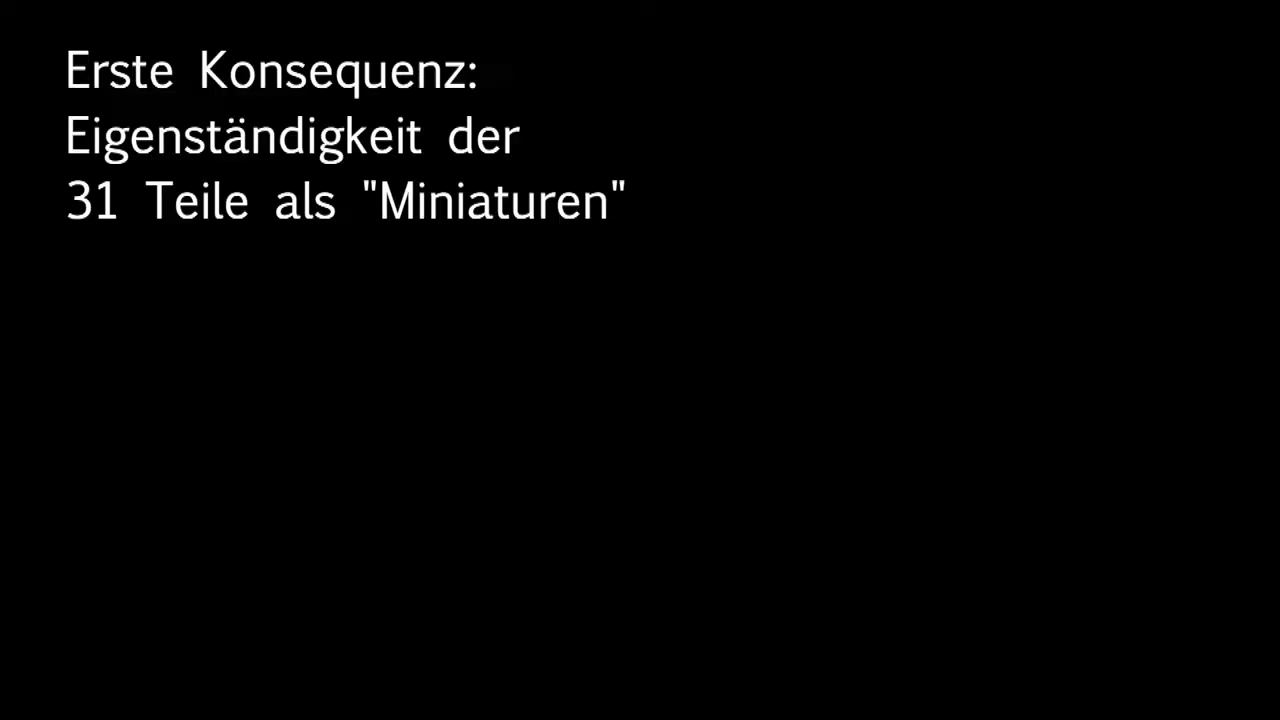 Erste Konsequenz:
Eigenständigkeit der
31 Teile als "Miniaturen"